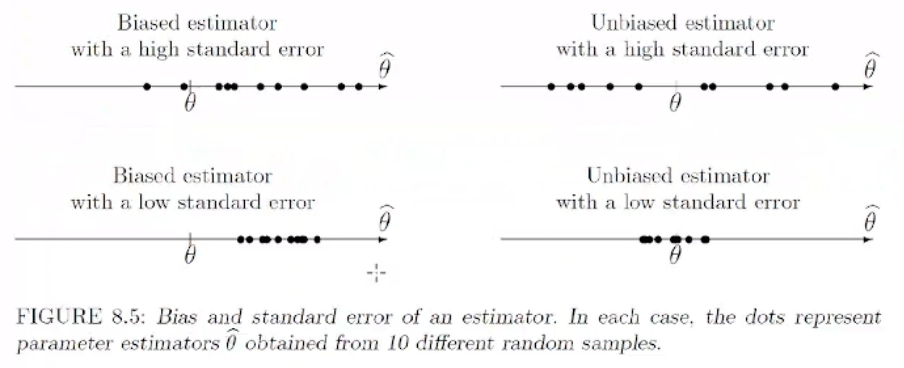 Biased estimator
with a high standard error
θ̂
θ
Unbiased estimator
with a high standard error
θ̂
θ
Biased estimator
with a low standard error
θ̂
θ
Unbiased estimator
with a low standard error
θ̂
θ
FIGURE 8.5: Bias and standard error of an estimator. In each case, the dots represent
parameter estimators θ̂ obtained from 10 different random samples.